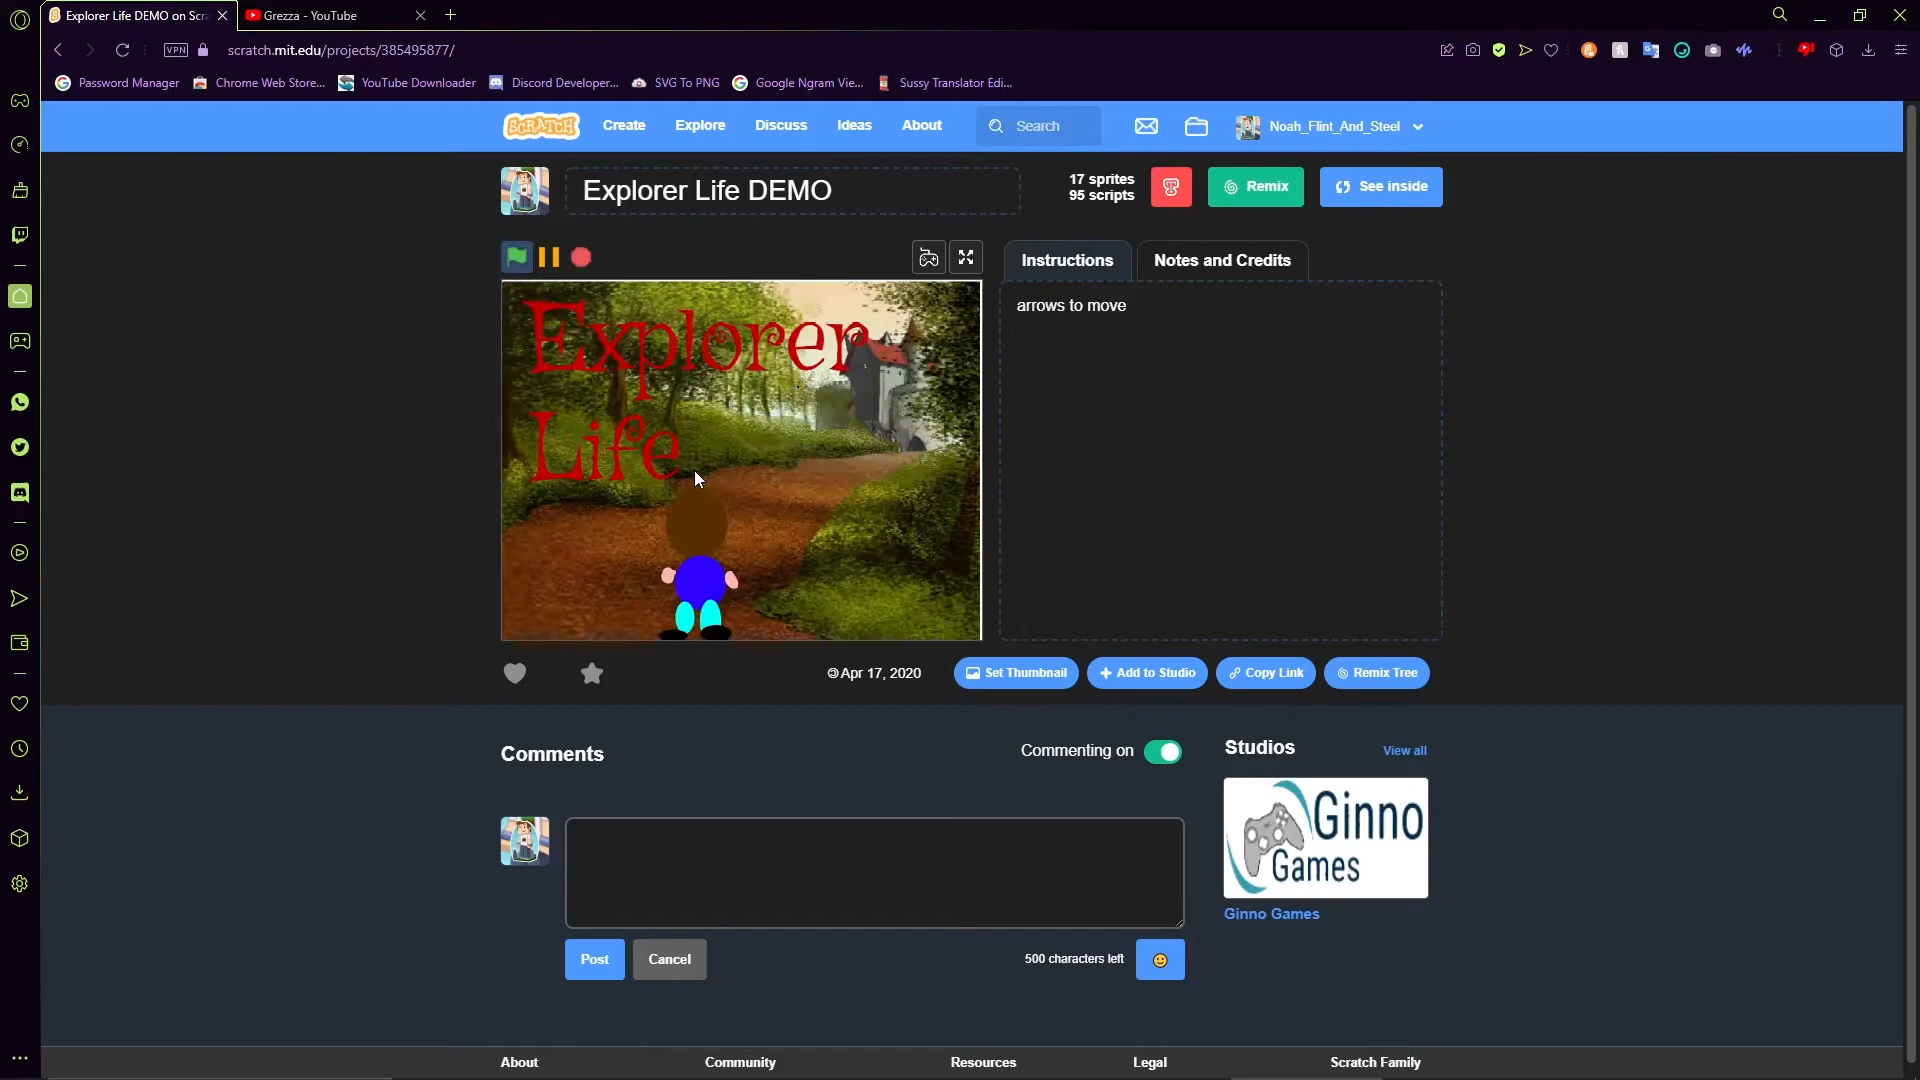 Explorer Life DEMO on Scra
Grezza - YouTube
VPN
scratch.mit.edu/projects/385495877/
Password Manager
Chrome Web Store...
YouTube Downloader
Discord Developer...
SVG To PNG
Google Ngram Vie...
Sussy Translator Edi...
SCRATCH
Create
Explore
Discuss
Ideas
About
Search
Noah_Flint_And_Steel
Explorer Life DEMO
17 sprites
95 scripts
Remix
See inside
Instructions
Notes and Credits
arrows to move
Explorer
Life
© Apr 17, 2020
Set Thumbnail
Add to Studio
Copy Link
Remix Tree
Comments
Commenting on
Studios
View all
Ginno
Games
Ginno Games
Post
Cancel
500 characters left
About
Community
Resources
Legal
Scratch Family